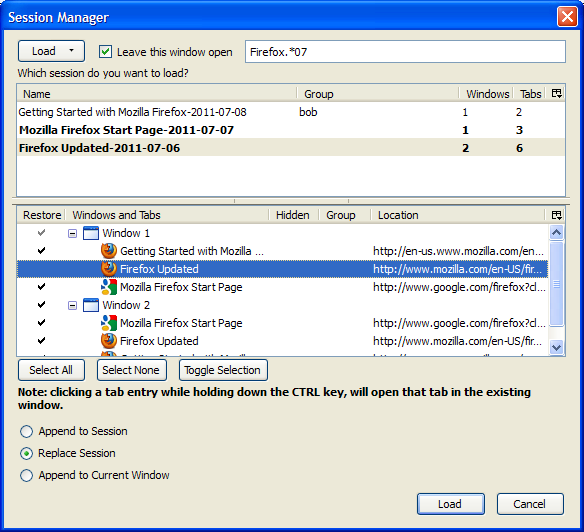 Session Manager
Load Leave this window open Firefox.*07
Which session do you want to load?
Name Group Windows Tabs
Getting Started with Mozilla Firefox-2011-07-08 bob 1 2
Mozilla Firefox Start Page-2011-07-07 1 3
Firefox Updated-2011-07-06 2 6
Restore Windows and Tabs Hidden Group Location
Window 1
Getting Started with Mozilla ... http://en-us.www.mozilla.com/en...
Firefox Updated http://www.mozilla.com/en-US/fir...
Mozilla Firefox Start Page http://www.google.com/firefox?cl...
Window 2
Mozilla Firefox Start Page http://www.google.com/firefox?cl...
Firefox Updated http://www.mozilla.com/en-US/fir...
Select All Select None Toggle Selection
Note: clicking a tab entry while holding down the CTRL key, will open that tab in the existing
window.
Append to Session
Replace Session
Append to Current Window
Load Cancel